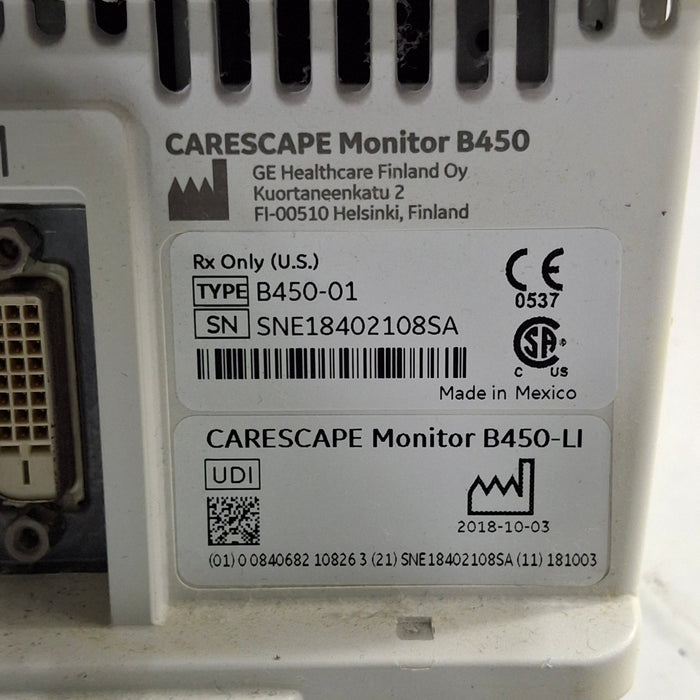 CARESCAPE Monitor B450
GE Healthcare Finland Oy
Kuortaneenkatu 2
FI-00510 Helsinki, Finland
Rx Only (U.S.)
TYPE B450-01
SN SNE18402108SA
CE
0537
CSA
C US
Made in Mexico
CARESCAPE Monitor B450-LI
UDI
2018-10-03
(01) 0 0840682 10826 3 (21) SNE18402108SA (11) 181003